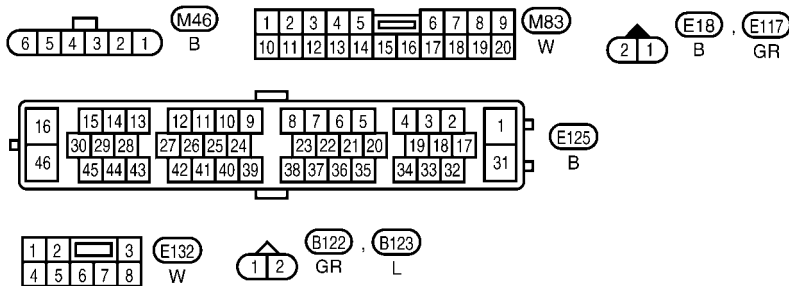 6 5 4 3 2 1
M46
B
1 2 3 4 5 6 7 8 9
10 11 12 13 14 15 16 17 18 19 20
M83
W
2 1
E18 , E117
B GR
16 15 14 13 12 11 10 9 8 7 6 5 4 3 2 1
30 29 28 27 26 25 24 23 22 21 20 19 18 17
46 45 44 43 42 41 40 39 38 37 36 35 34 33 32 31
E125
B
1 2 3
4 5 6 7 8
E132
W
1 2
B122 , B123
GR L